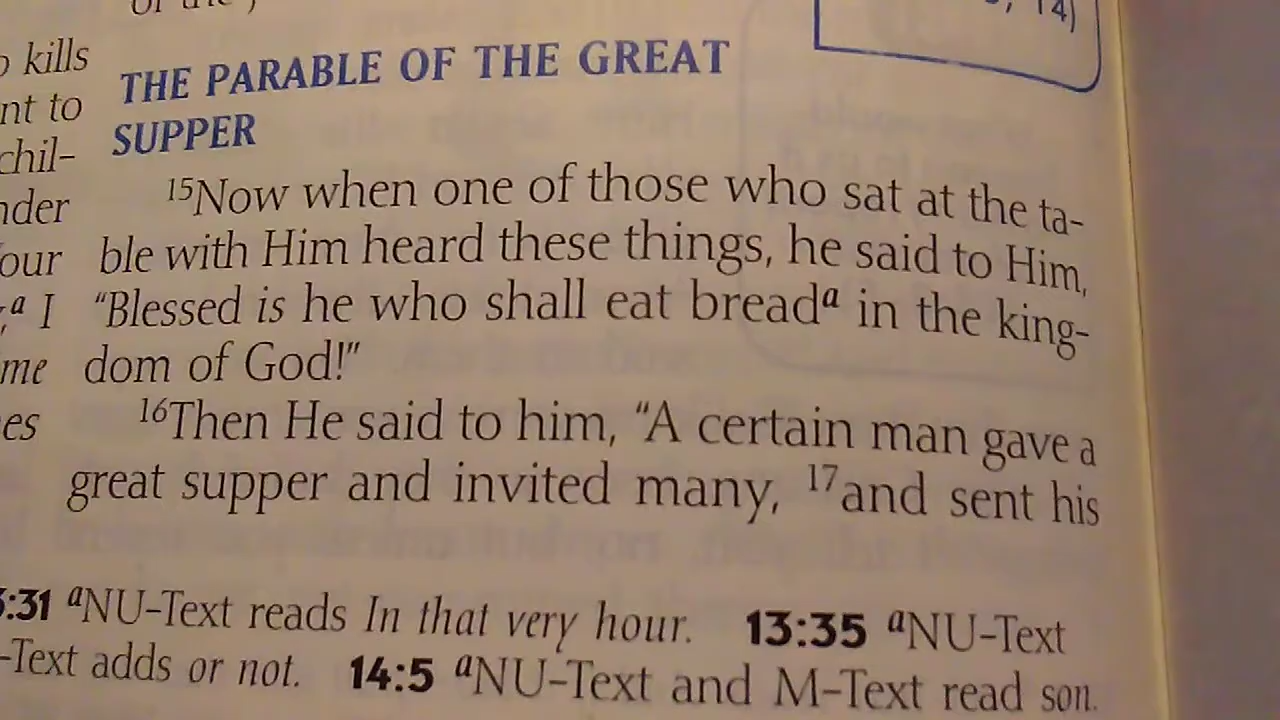 14)
kills
nt to
chil-
nder
our
a I
me
es
THE PARABLE OF THE GREAT
SUPPER
15Now when one of those who sat at the ta-
ble with Him heard these things, he said to Him,
“Blessed is he who shall eat breada in the king-
dom of God!”
16Then He said to him, “A certain man gave a
great supper and invited many, 17and sent his
:31 aNU-Text reads In that very hour. 13:35 aNU-Text
-Text adds or not. 14:5 aNU-Text and M-Text read son.